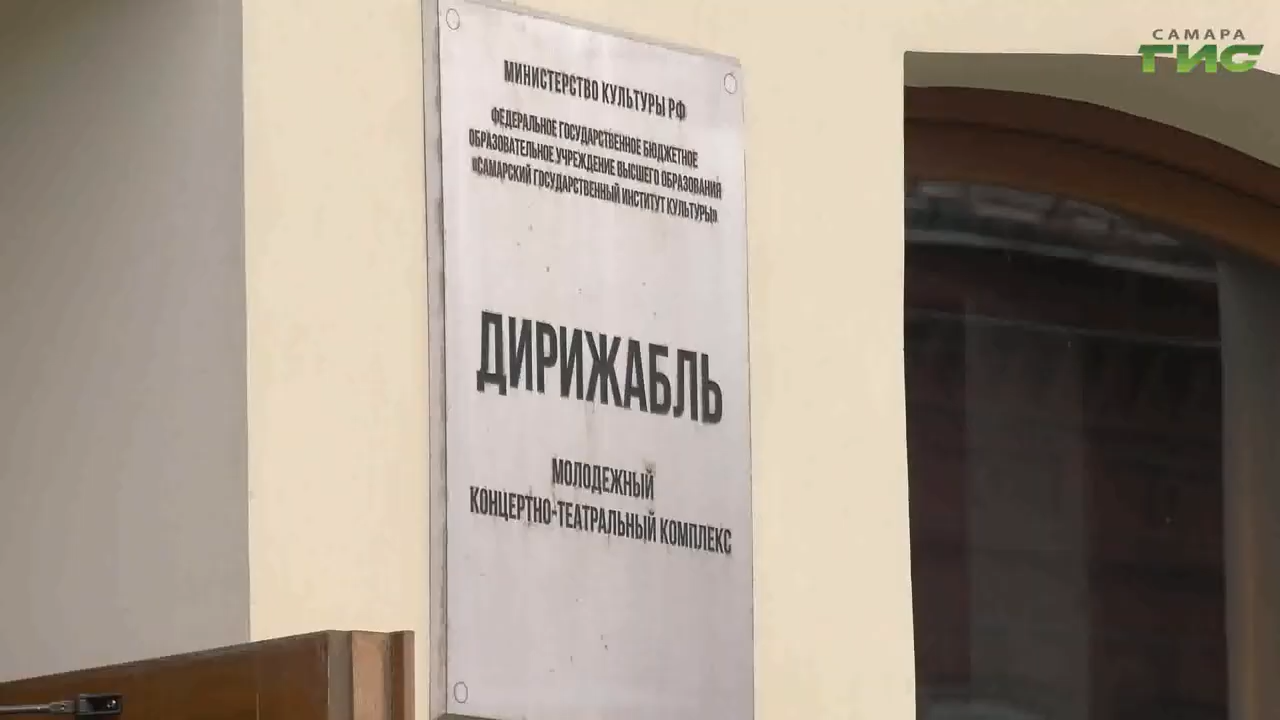 САМАРА
ГИС
МИНИСТЕРСТВО КУЛЬТУРЫ РФ
ФЕДЕРАЛЬНОЕ ГОСУДАРСТВЕННОЕ БЮДЖЕТНОЕ
ОБРАЗОВАТЕЛЬНОЕ УЧРЕЖДЕНИЕ ВЫСШЕГО ОБРАЗОВАНИЯ
«САМАРСКИЙ ГОСУДАРСТВЕННЫЙ ИНСТИТУТ КУЛЬТУРЫ»
ДИРИЖАБЛЬ
МОЛОДЕЖНЫЙ
КОНЦЕРТНО-ТЕАТРАЛЬНЫЙ КОМПЛЕКС